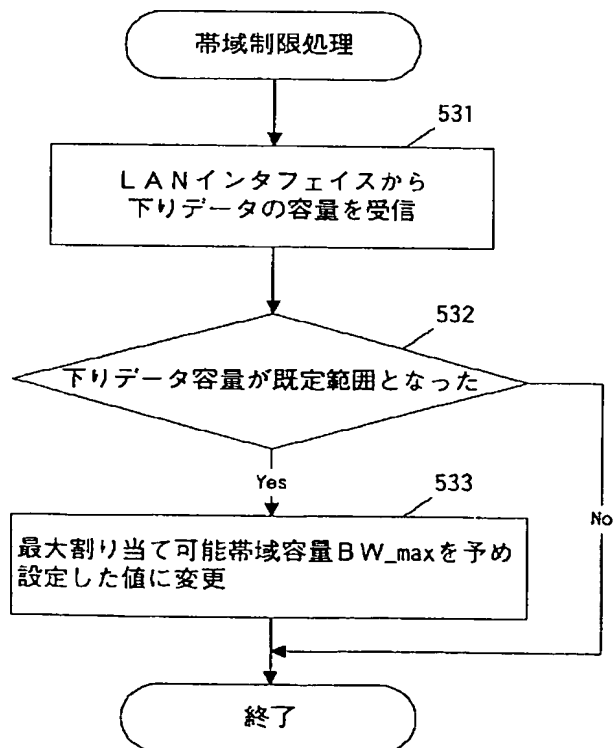 帯域制限処理
531
LANインタフェイスから
下りデータの容量を受信
532
下りデータ容量が既定範囲となった
Yes
No
533
最大割り当て可能帯域容量BW_maxを予め
設定した値に変更
終了